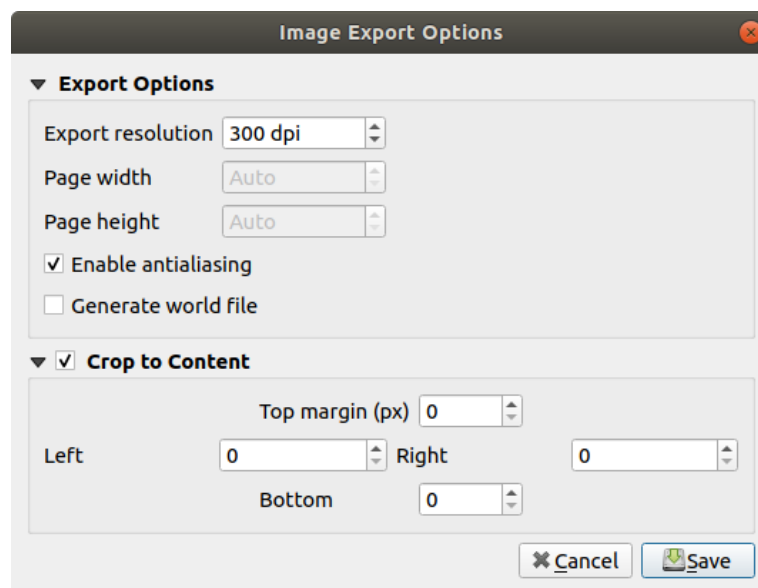 Image Export Options
Export Options
Export resolution 300 dpi
Page width Auto
Page height Auto
Enable antialiasing
Generate world file
Crop to Content
Top margin (px) 0
Left 0 Right 0
Bottom 0
Cancel Save